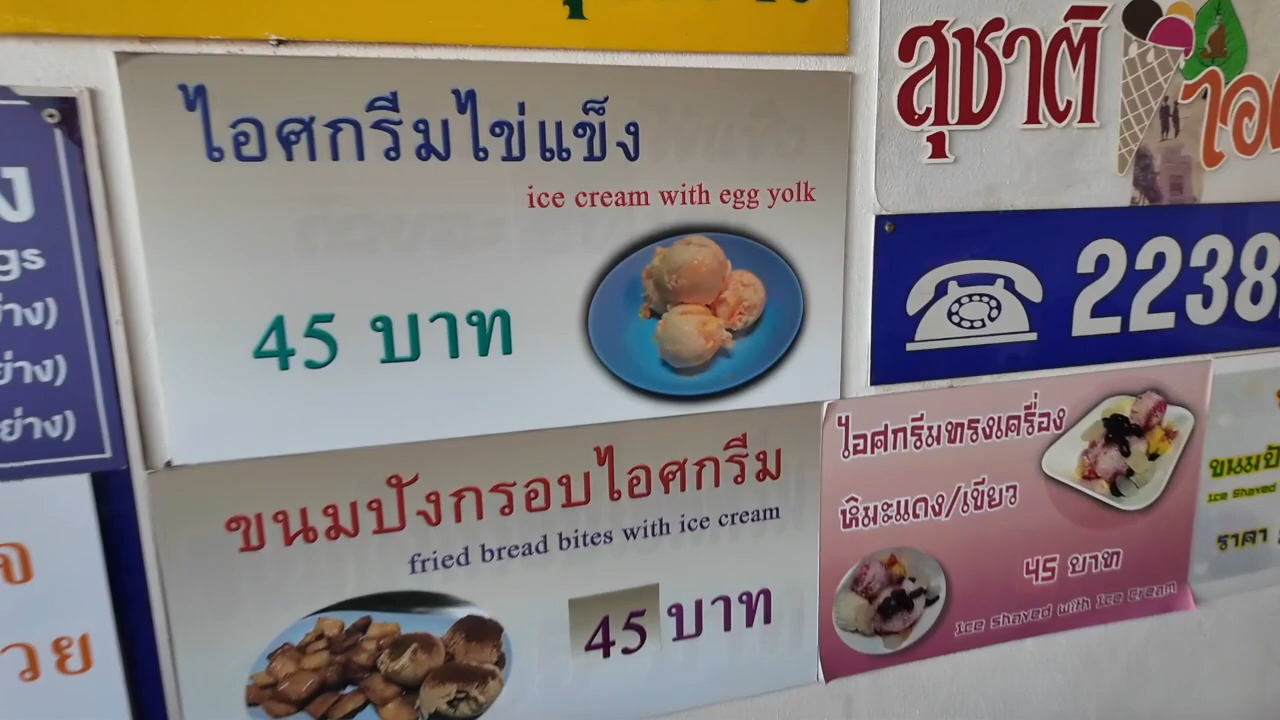 ไอศกรีมไข่แข็ง
ice cream with egg yolk
45 บาท
ขนมปังกรอบไอศกรีม
fried bread bites with ice cream
45 บาท
สุชาติ
2238
ไอศกรีมทรงเครื่อง
หิมะแดง/เขียว
45 บาท
Ice shaved with Ice cream
Ice shaved
ราคา